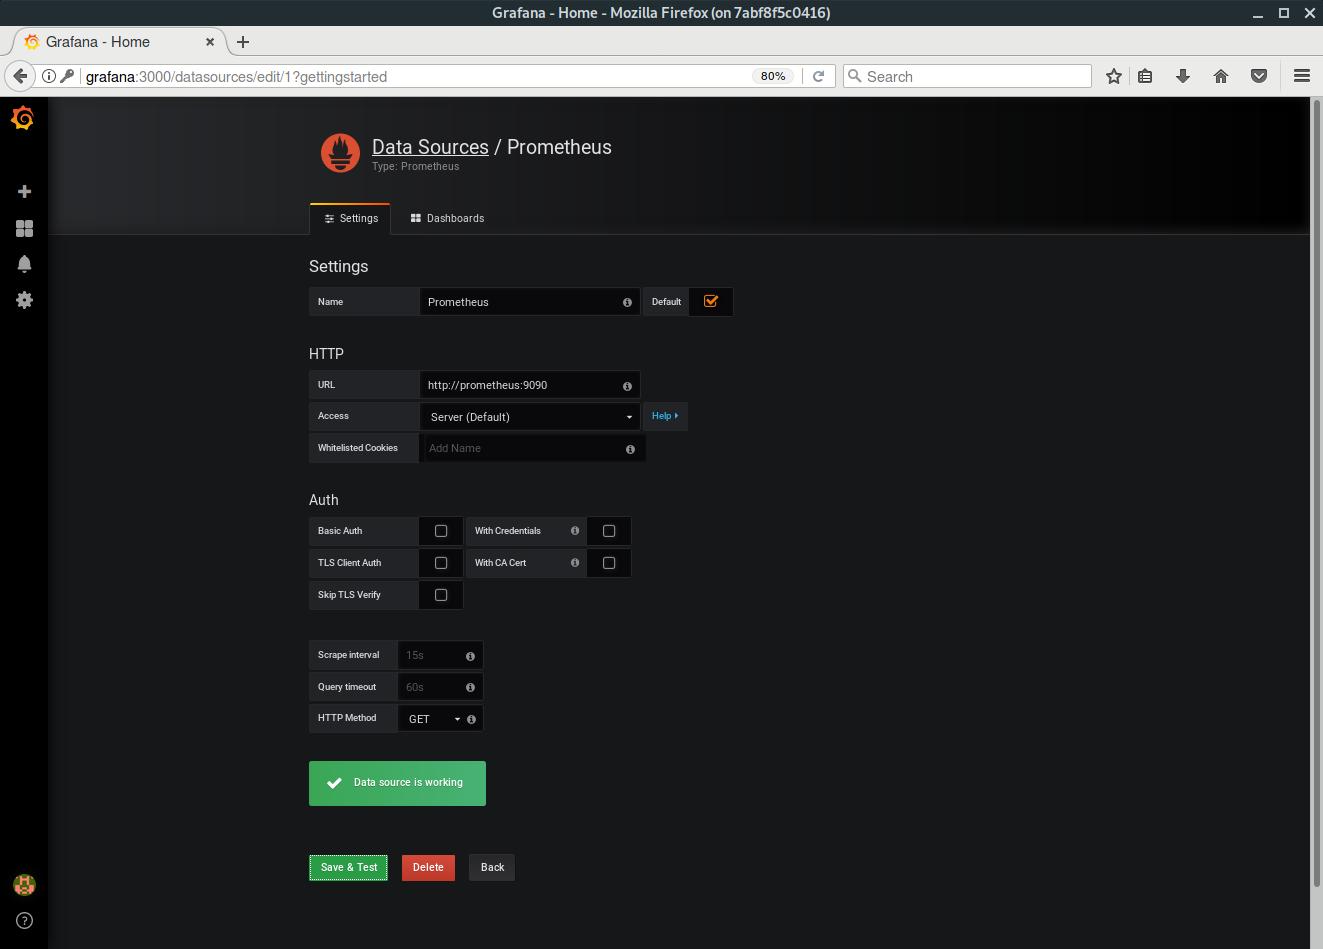 Grafana - Home - Mozilla Firefox (on 7abf8f5c0416)
Grafana - Home
grafana:3000/datasources/edit/1?gettingstarted
80%
Search
Data Sources / Prometheus
Type: Prometheus
Settings
Dashboards
Settings
Name
Prometheus
Default
HTTP
URL
http://prometheus:9090
Access
Server (Default)
Help
Whitelisted Cookies
Add Name
Auth
Basic Auth
With Credentials
TLS Client Auth
With CA Cert
Skip TLS Verify
Scrape interval
15s
Query timeout
60s
HTTP Method
GET
Data source is working
Save & Test
Delete
Back